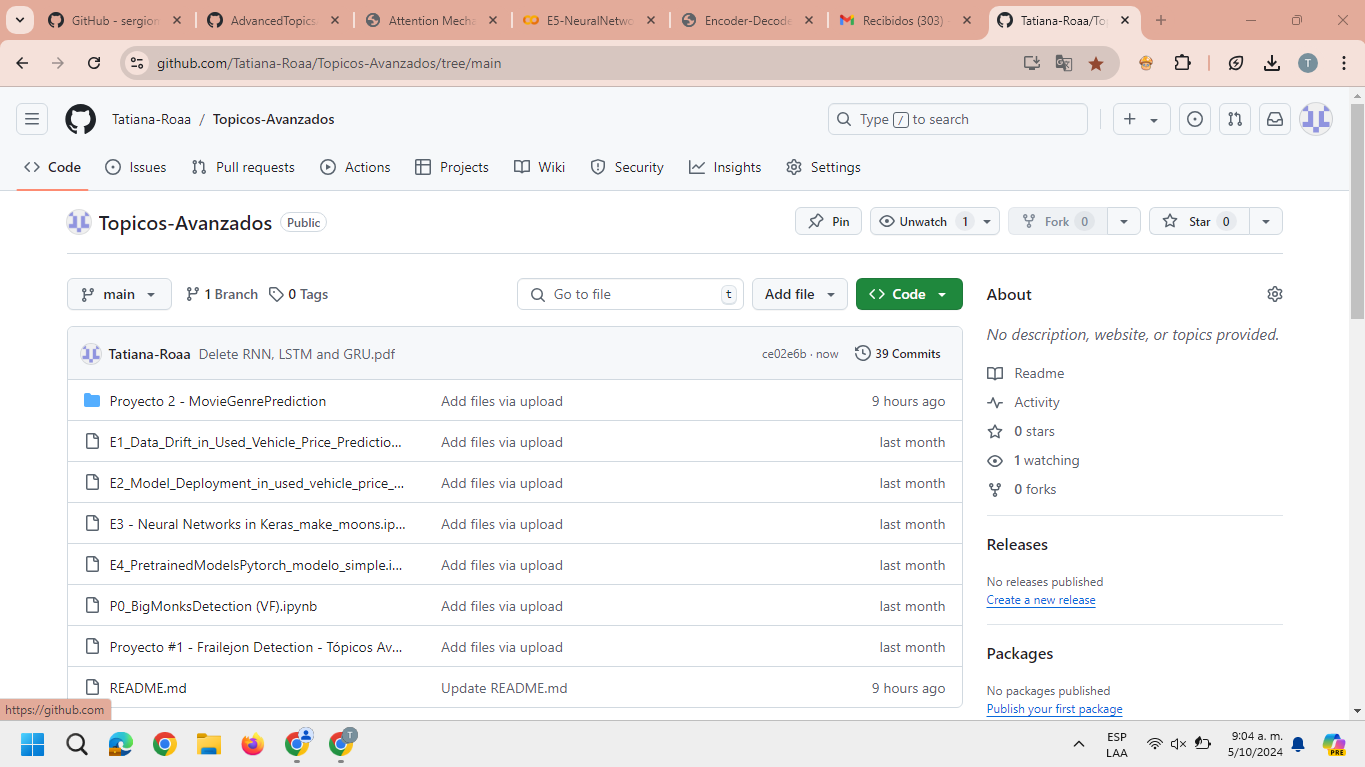 GitHub - sergion
AdvancedTopics
Attention Mecha
E5-NeuralNetwo
Encoder-Decode
Recibidos (303)
Tatiana-Roaa/To
github.com/Tatiana-Roaa/Topicos-Avanzados/tree/main
T
Tatiana-Roaa / Topicos-Avanzados
Type / to search
Code
Issues
Pull requests
Actions
Projects
Wiki
Security
Insights
Settings
Topicos-Avanzados Public
Pin
Unwatch 1
Fork 0
Star 0
main
1 Branch
0 Tags
Go to file t
Add file
Code
About
No description, website, or topics provided.
Tatiana-Roaa Delete RNN, LSTM and GRU.pdf ce02e6b · now 39 Commits
Proyecto 2 - MovieGenrePrediction Add files via upload 9 hours ago
E1_Data_Drift_in_Used_Vehicle_Price_Predictio... Add files via upload last month
E2_Model_Deployment_in_used_vehicle_price_... Add files via upload last month
E3 - Neural Networks in Keras_make_moons.ip... Add files via upload last month
E4_PretrainedModelsPytorch_modelo_simple.i... Add files via upload last month
P0_BigMonksDetection (VF).ipynb Add files via upload last month
Proyecto #1 - Frailejon Detection - Tópicos Av... Add files via upload last month
README.md Update README.md 9 hours ago
Readme
Activity
0 stars
1 watching
0 forks
Releases
No releases published
Create a new release
Packages
No packages published
Publish your first package
https://github.com
T
ESP
LAA
9:04 a. m.
5/10/2024
PRE